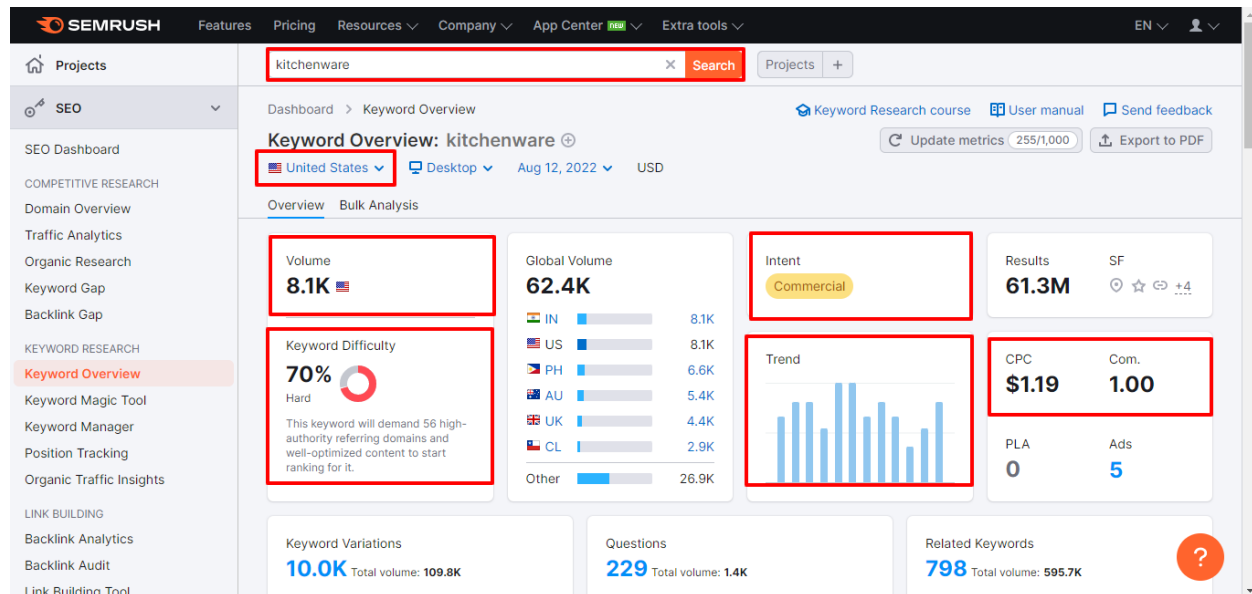 SEMRUSH Features Pricing Resources Company App Center NEW Extra tools EN
Projects
SEO
SEO Dashboard
COMPETITIVE RESEARCH
Domain Overview
Traffic Analytics
Organic Research
Keyword Gap
Backlink Gap
KEYWORD RESEARCH
Keyword Overview
Keyword Magic Tool
Keyword Manager
Position Tracking
Organic Traffic Insights
LINK BUILDING
Backlink Analytics
Backlink Audit
Link Building Tool
kitchenware × Search Projects +
Dashboard > Keyword Overview
Keyword Research course User manual Send feedback
Keyword Overview: kitchenware
Update metrics 255/1,000 Export to PDF
United States Desktop Aug 12, 2022 USD
Overview Bulk Analysis
Volume
8.1K
Keyword Difficulty
70%
Hard
This keyword will demand 56 high-
authority referring domains and
well-optimized content to start
ranking for it.
Global Volume
62.4K
IN 8.1K
US 8.1K
PH 6.6K
AU 5.4K
UK 4.4K
CL 2.9K
Other 26.9K
Intent
Commercial
Trend
Results SF
61.3M +4
CPC Com.
$1.19 1.00
PLA Ads
0 5
Keyword Variations
10.0K Total volume: 109.8K
Questions
229 Total volume: 1.4K
Related Keywords
798 Total volume: 595.7K
?